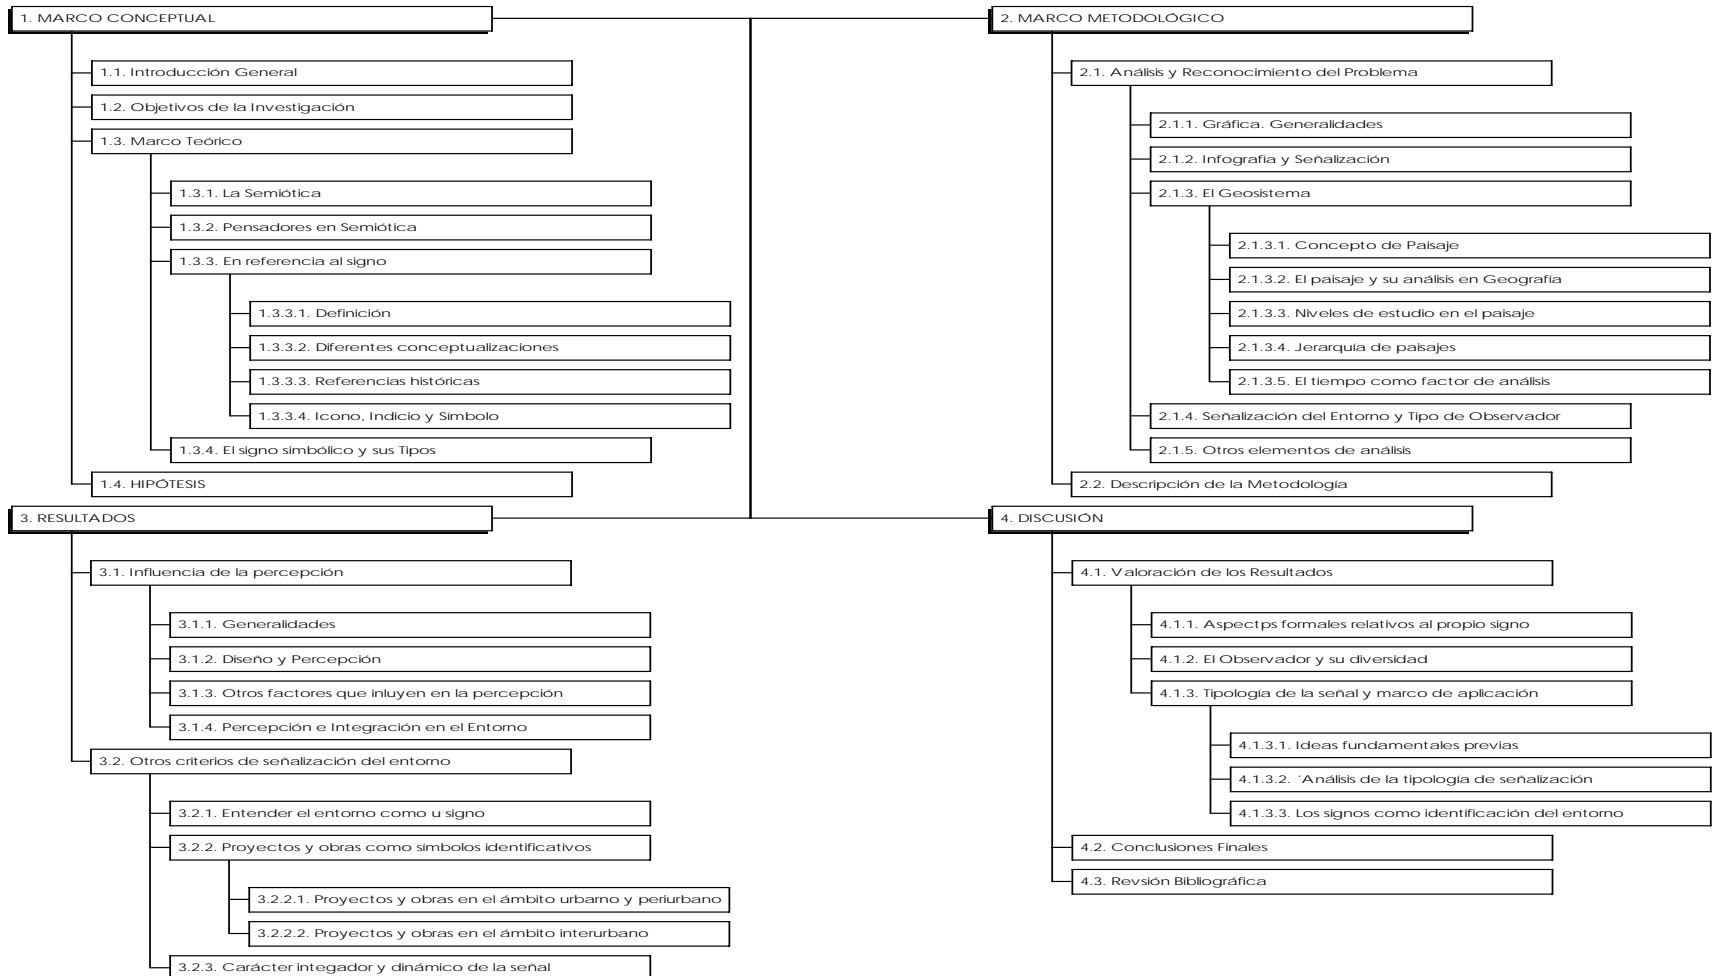 1. MARCO CONCEPTUAL
1.1. Introducción General
1.2. Objetivos de la Investigación
1.3. Marco Teórico
1.3.1. La Semiótica
1.3.2. Pensadores en Semiótica
1.3.3. En referencia al signo
1.3.3.1. Definición
1.3.3.2. Diferentes conceptualizaciones
1.3.3.3. Referencias históricas
1.3.3.4. Icono, Indicio y Símbolo
1.3.4. El signo simbólico y sus Tipos
1.4. HIPÓTESIS
2. MARCO METODOLÓGICO
2.1. Análisis y Reconocimiento del Problema
2.1.1. Gráfica. Generalidades
2.1.2. Infografía y Señalización
2.1.3. El Geosistema
2.1.3.1. Concepto de Paisaje
2.1.3.2. El paisaje y su análisis en Geografía
2.1.3.3. Niveles de estudio en el paisaje
2.1.3.4. Jerarquía de paisajes
2.1.3.5. El tiempo como factor de análisis
2.1.4. Señalización del Entorno y Tipo de Observador
2.1.5. Otros elementos de análisis
2.2. Descripción de la Metodología
3. RESULTADOS
3.1. Influencia de la percepción
3.1.1. Generalidades
3.1.2. Diseño y Percepción
3.1.3. Otros factores que inluyen en la percepción
3.1.4. Percepción e Integración en el Entorno
3.2. Otros criterios de señalización del entorno
3.2.1. Entender el entorno como u signo
3.2.2. Proyectos y obras como símbolos identificativos
3.2.2.1. Proyectos y obras en el ámbito urbarno y periurbano
3.2.2.2. Proyectos y obras en el ámbito interurbano
3.2.3. Carácter integador y dinámico de la señal
4. DISCUSIÓN
4.1. Valoración de los Resultados
4.1.1. Aspectps formales relativos al propio signo
4.1.2. El Observador y su diversidad
4.1.3. Tipología de la señal y marco de aplicación
4.1.3.1. Ideas fundamentales previas
4.1.3.2. ´Análisis de la tipología de señalización
4.1.3.3. Los signos como identificación del entorno
4.2. Conclusiones Finales
4.3. Revsión Bibliográfica